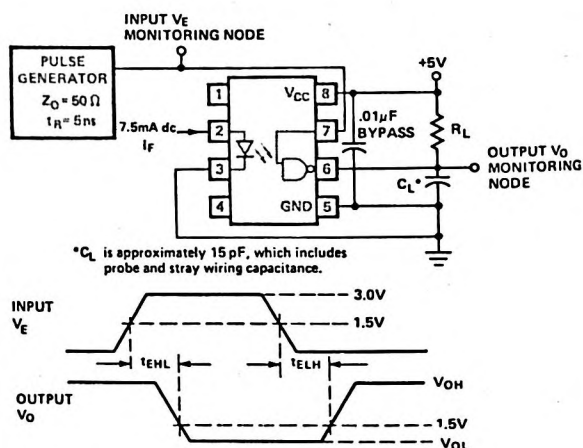 INPUT VE
MONITORING NODE
PULSE
GENERATOR
ZO = 50 Ω
tR = 5ns
+5V
1
VCC
8
.01μF
BYPASS
RL
7.5mA dc
IF
2
7
3
6
OUTPUT VO
MONITORING
NODE
CL*
4
GND
5
*CL is approximately 15 pF, which includes
probe and stray wiring capacitance.
INPUT
VE
3.0V
1.5V
tEHL
tELH
OUTPUT
VO
VOH
1.5V
VOL